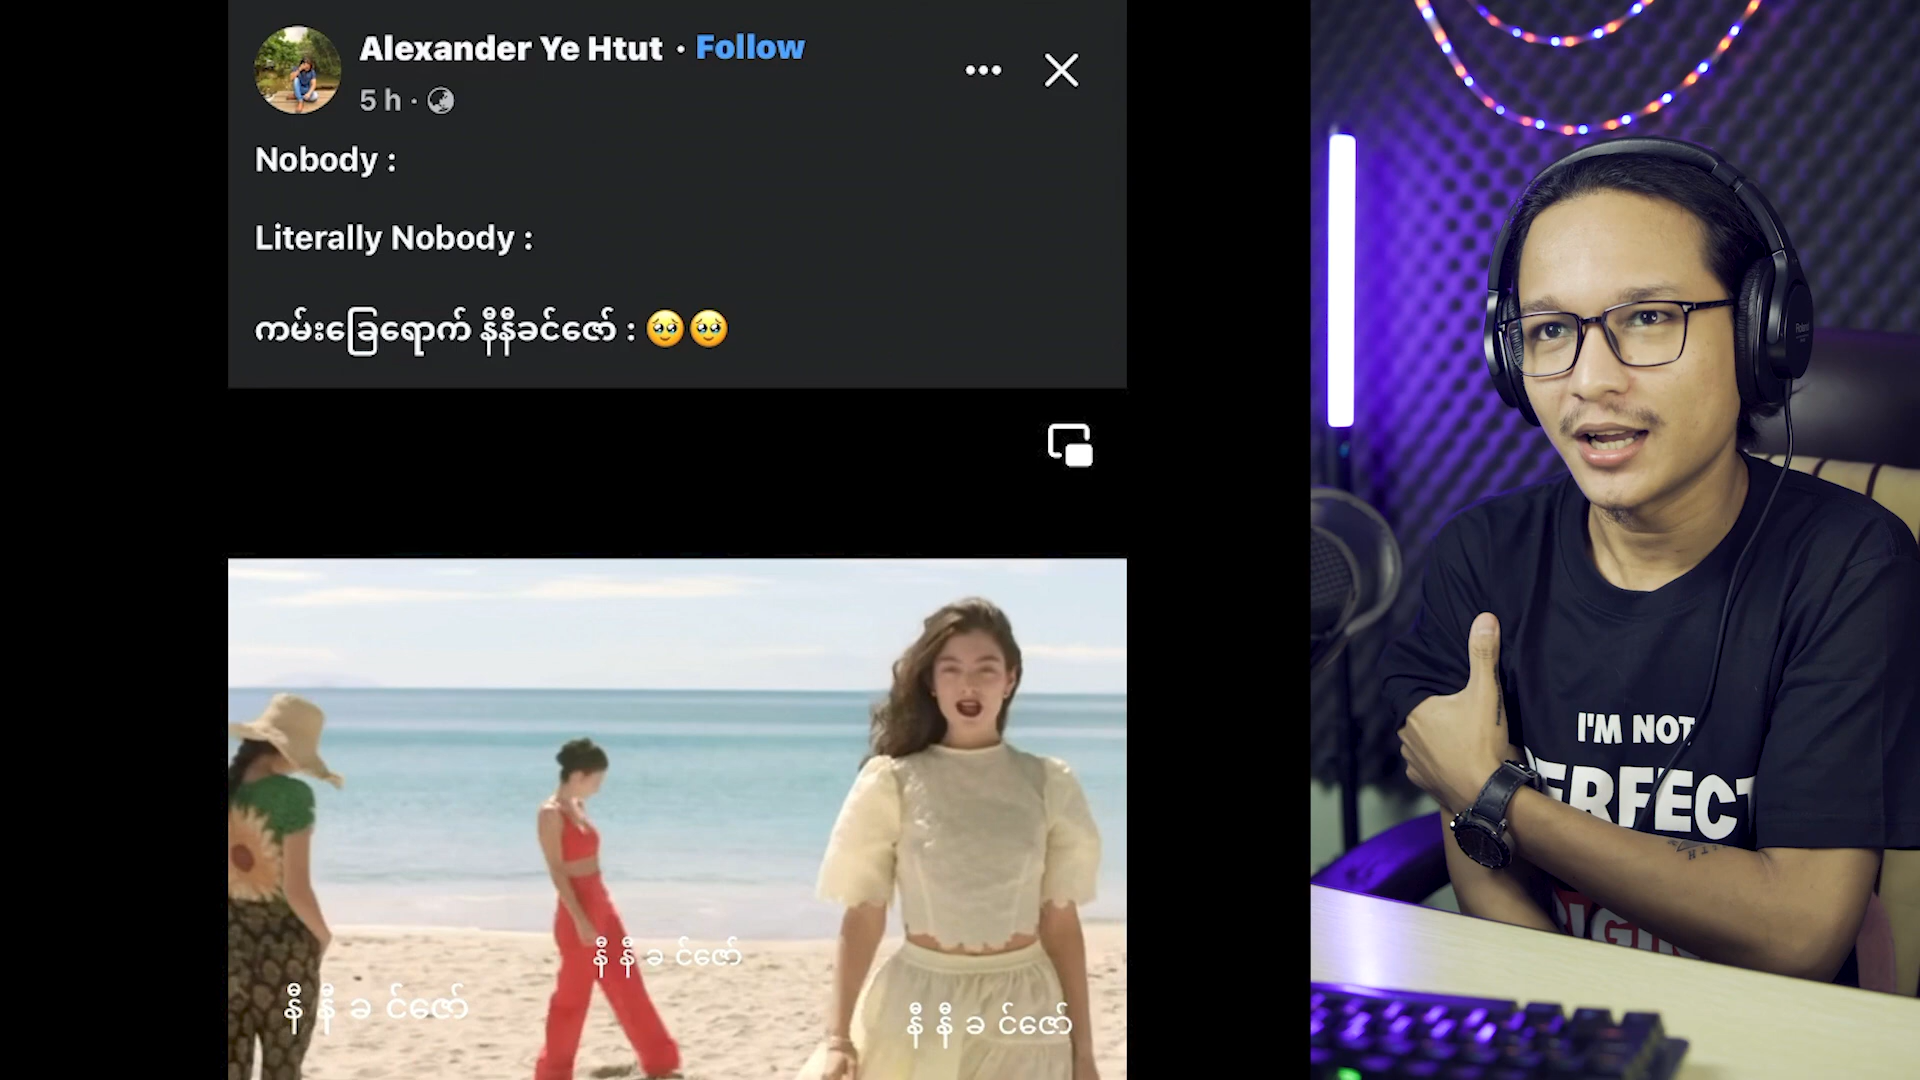 Alexander Ye Htut · Follow
5 h ·
Nobody :
Literally Nobody :
ကမ်းခြေရောက် နီနီခင်ဇော် : 🥹🥹
နီ နီ ခ င်ဇော်
နီ နီ ခ င်ဇော်
နီ နီ ခ င်ဇော်
I'M NOT
PERFECT